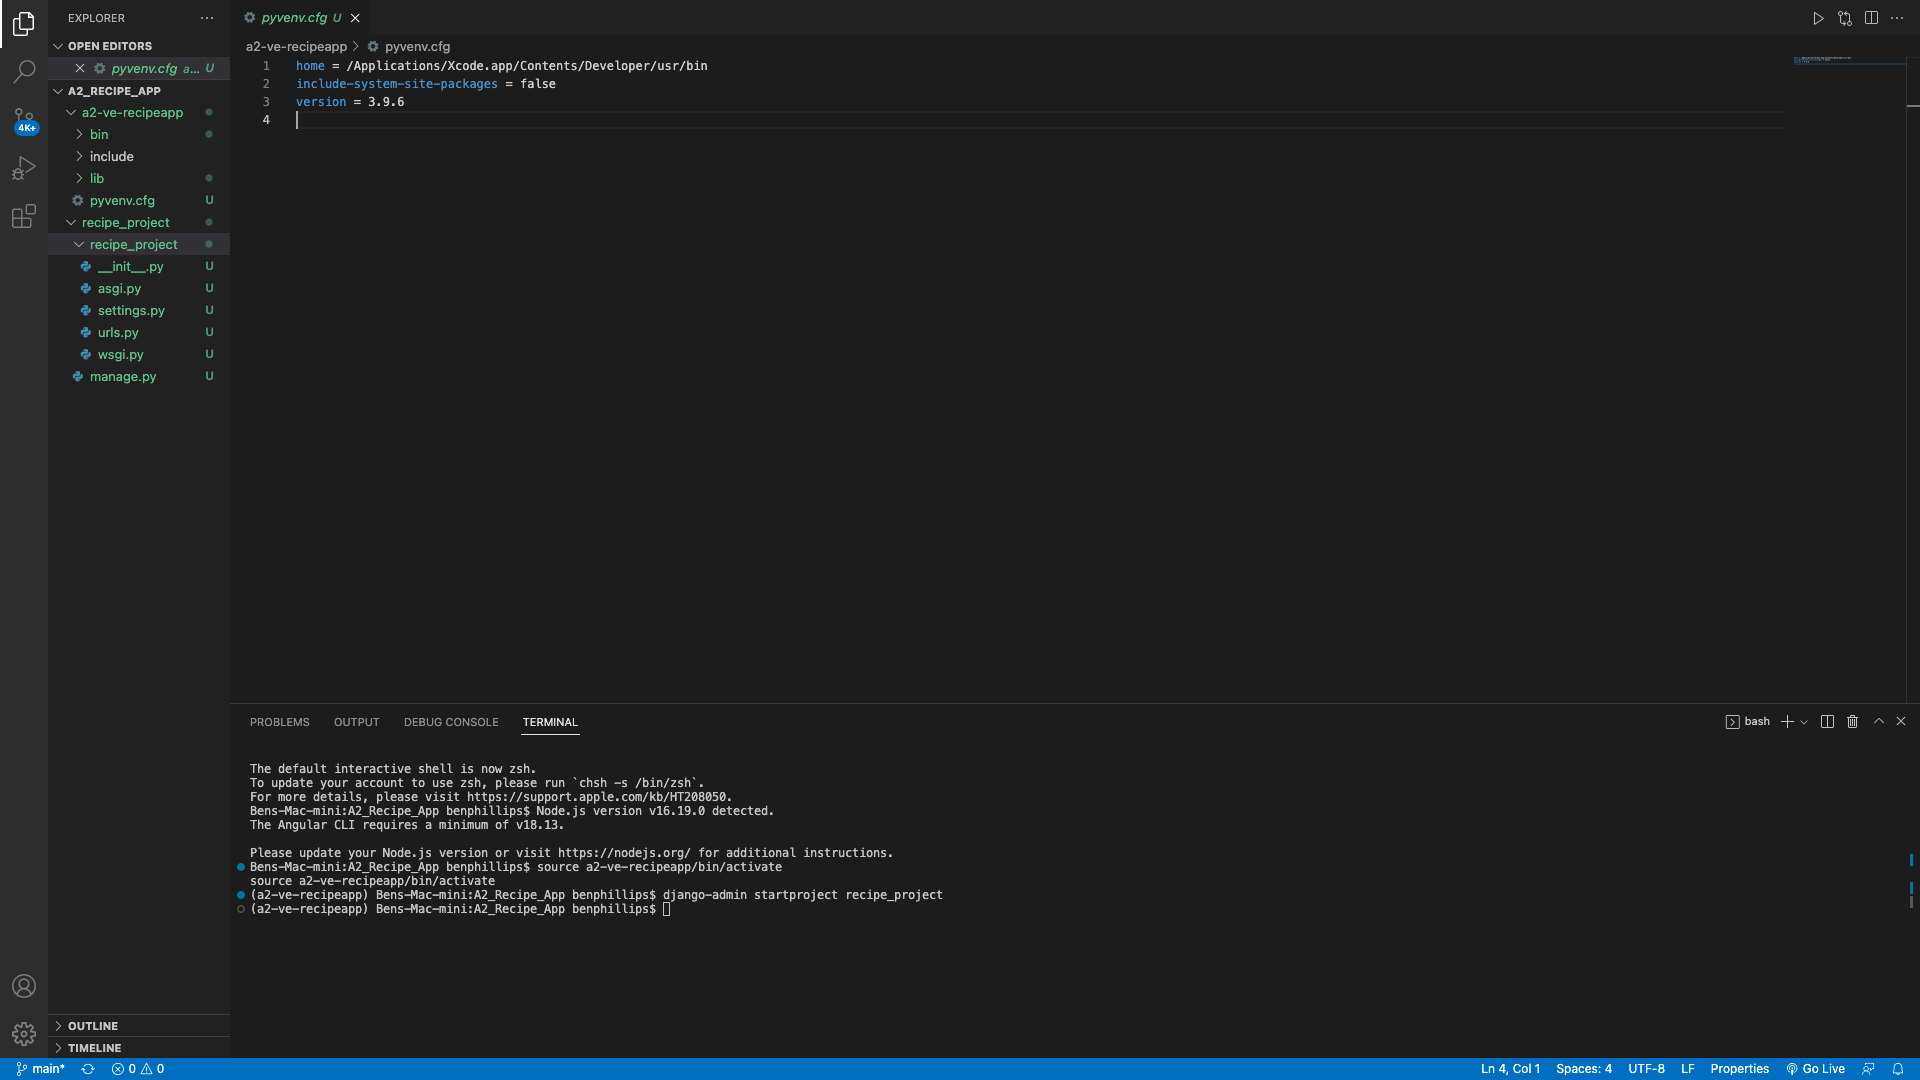 EXPLORER
OPEN EDITORS
pyvenv.cfg a... U
A2_RECIPE_APP
a2-ve-recipeapp
bin
include
lib
pyvenv.cfg U
recipe_project
recipe_project
__init__.py U
asgi.py U
settings.py U
urls.py U
wsgi.py U
manage.py U
OUTLINE
TIMELINE
4K+
pyvenv.cfg U
a2-ve-recipeapp > pyvenv.cfg
1 home = /Applications/Xcode.app/Contents/Developer/usr/bin
2 include-system-site-packages = false
3 version = 3.9.6
4
PROBLEMS OUTPUT DEBUG CONSOLE TERMINAL
bash
The default interactive shell is now zsh.
To update your account to use zsh, please run `chsh -s /bin/zsh`.
For more details, please visit https://support.apple.com/kb/HT208050.
Bens-Mac-mini:A2_Recipe_App benphillips$ Node.js version v16.19.0 detected.
The Angular CLI requires a minimum of v18.13.
Please update your Node.js version or visit https://nodejs.org/ for additional instructions.
Bens-Mac-mini:A2_Recipe_App benphillips$ source a2-ve-recipeapp/bin/activate
source a2-ve-recipeapp/bin/activate
(a2-ve-recipeapp) Bens-Mac-mini:A2_Recipe_App benphillips$ django-admin startproject recipe_project
(a2-ve-recipeapp) Bens-Mac-mini:A2_Recipe_App benphillips$
main* 0 0 Ln 4, Col 1 Spaces: 4 UTF-8 LF Properties Go Live